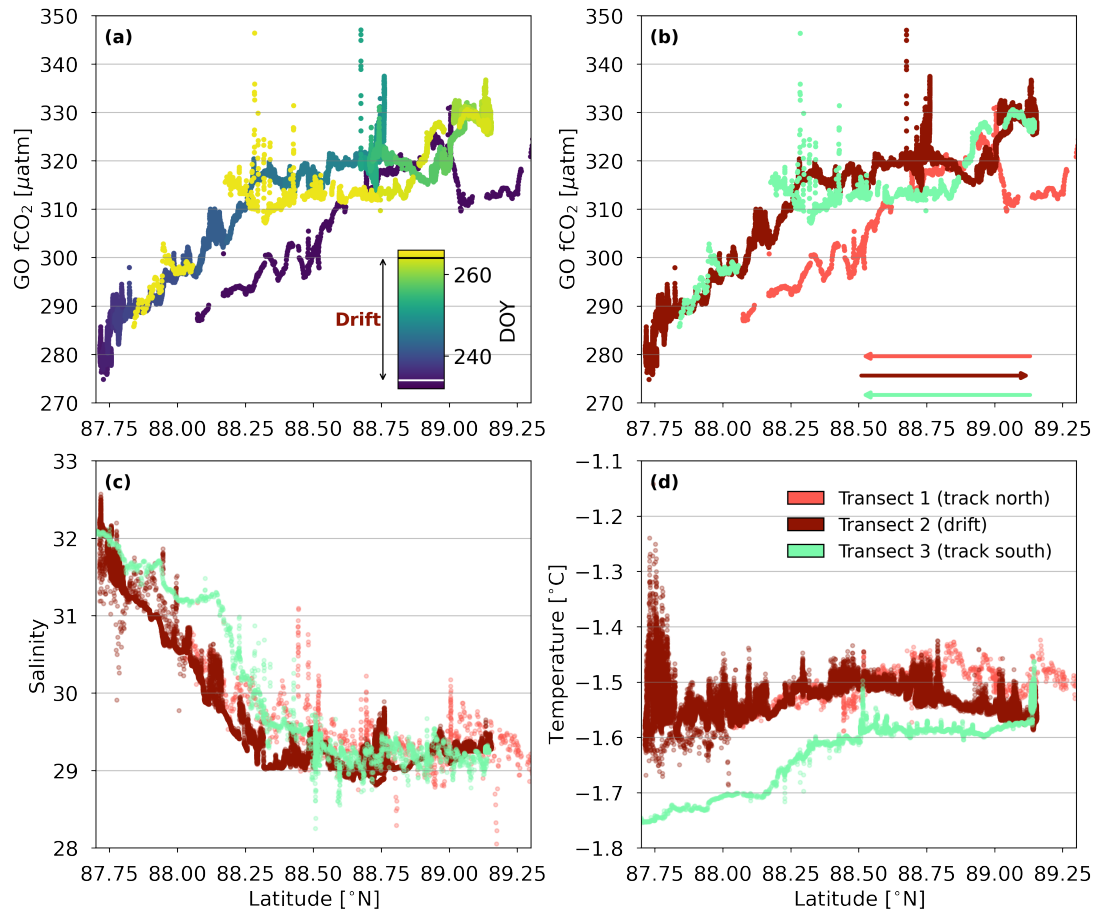 (a)
GO fCO₂ [μatm]
350
340
330
320
310
300
290
280
270
87.75 88.00 88.25 88.50 88.75 89.00 89.25
Drift
260
240
DOY
(b)
GO fCO₂ [μatm]
350
340
330
320
310
300
290
280
270
87.75 88.00 88.25 88.50 88.75 89.00 89.25
(c)
Salinity
33
32
31
30
29
28
87.75 88.00 88.25 88.50 88.75 89.00 89.25
Latitude [°N]
(d)
Temperature [°C]
−1.1
−1.2
−1.3
−1.4
−1.5
−1.6
−1.7
−1.8
Transect 1 (track north)
Transect 2 (drift)
Transect 3 (track south)
87.75 88.00 88.25 88.50 88.75 89.00 89.25
Latitude [°N]